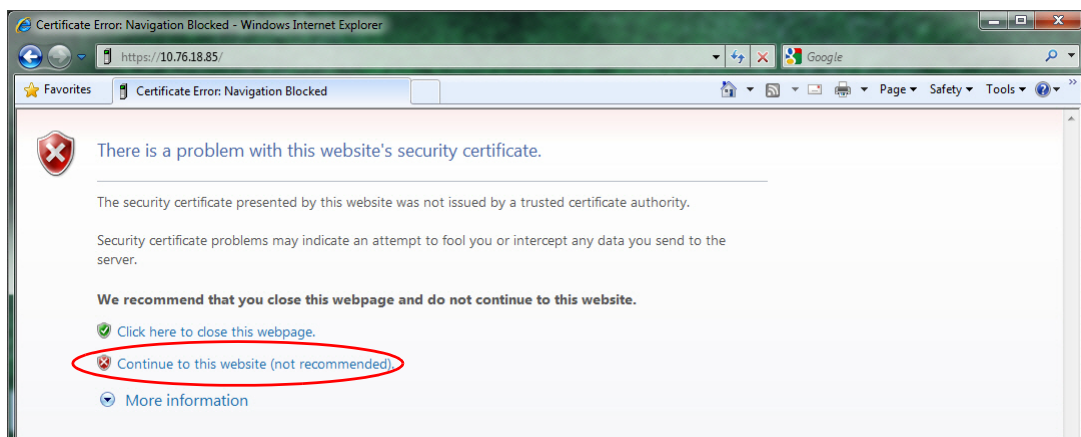 Certificate Error: Navigation Blocked - Windows Internet Explorer
https://10.76.18.85/
Google
Favorites
Certificate Error: Navigation Blocked
Page
Safety
Tools
There is a problem with this website's security certificate.
The security certificate presented by this website was not issued by a trusted certificate authority.
Security certificate problems may indicate an attempt to fool you or intercept any data you send to the
server.
We recommend that you close this webpage and do not continue to this website.
Click here to close this webpage.
Continue to this website (not recommended).
More information